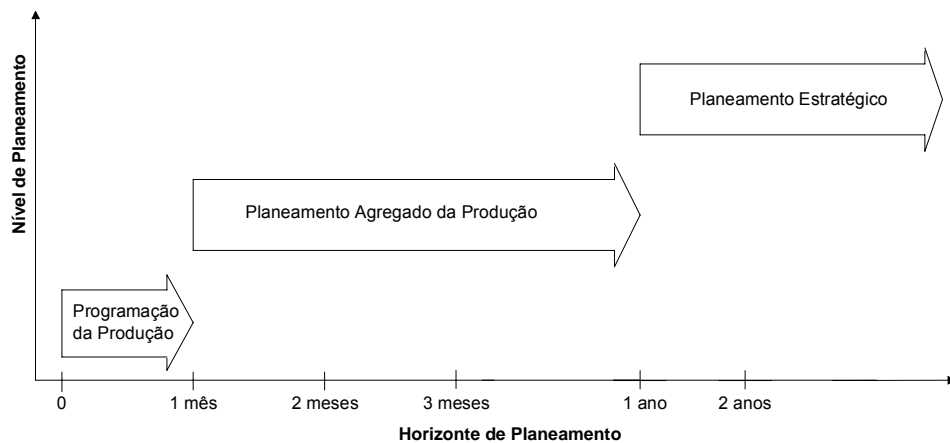 Nível de Planeamento
Planeamento Estratégico
Planeamento Agregado da Produção
Programação
da Produção
0
1 mês
2 meses
3 meses
1 ano
2 anos
Horizonte de Planeamento